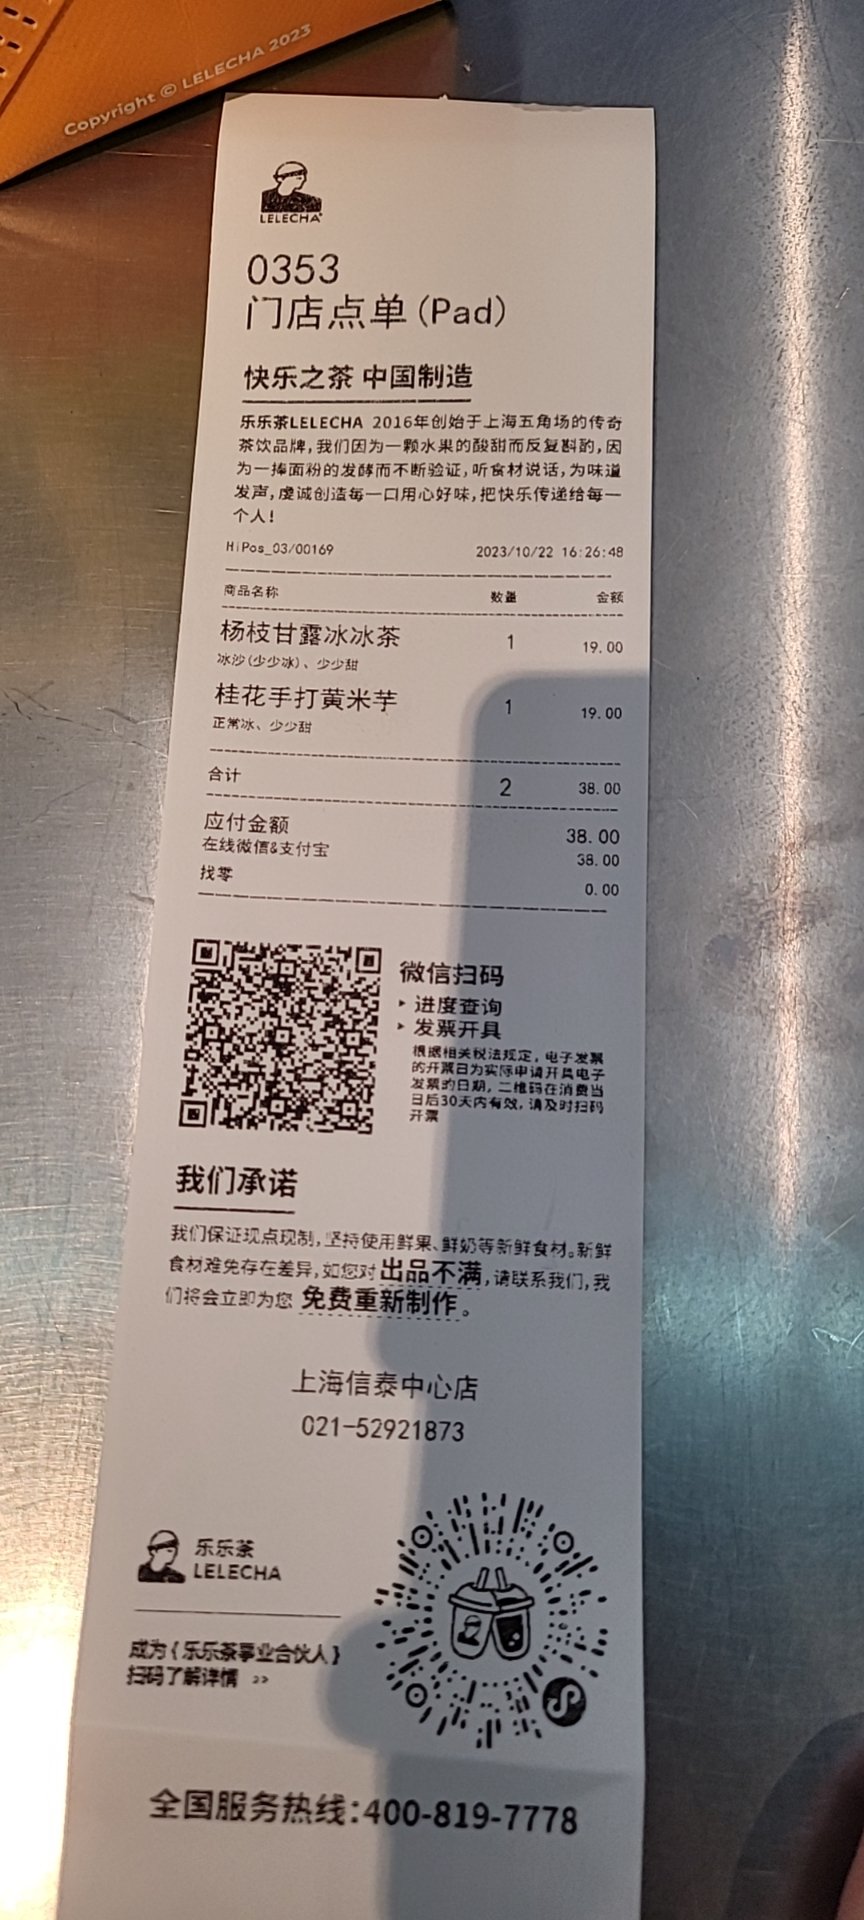 Copyright © LELECHA 2023
LELECHA
0353
门店点单(Pad)
快乐之茶 中国制造
乐乐茶LELECHA 2016年创始于上海五角场的传奇
茶饮品牌,我们因为一颗水果的酸甜而反复斟酌,因
为一捧面粉的发酵而不断验证,听食材说话,为味道
发声,虔诚创造每一口用心好味,把快乐传递给每一
个人!
HiPos_03/00169 2023/10/22 16:26:48
商品名称 数量 金额
杨枝甘露冰冰茶 1 19.00
冰沙(少少冰)、少少甜
桂花手打黄米芋 1 19.00
正常冰、少少甜
合计 2 38.00
应付金额 38.00
在线微信&支付宝 38.00
找零 0.00
微信扫码
▸ 进度查询
▸ 发票开具
根据相关税法规定, 电子发票
的开票日为实际申请开具电子
发票的日期, 二维码在消费当
日后30天内有效, 请及时扫码
开票
我们承诺
我们保证现点现制,坚持使用鲜果、鲜奶等新鲜食材。新鲜
食材难免存在差异,如您对出品不满,请联系我们,我
们将会立即为您 免费重新制作。
上海信泰中心店
021-52921873
乐乐茶
LELECHA
成为{乐乐茶事业合伙人}
扫码了解详情 >>
全国服务热线:400-819-7778